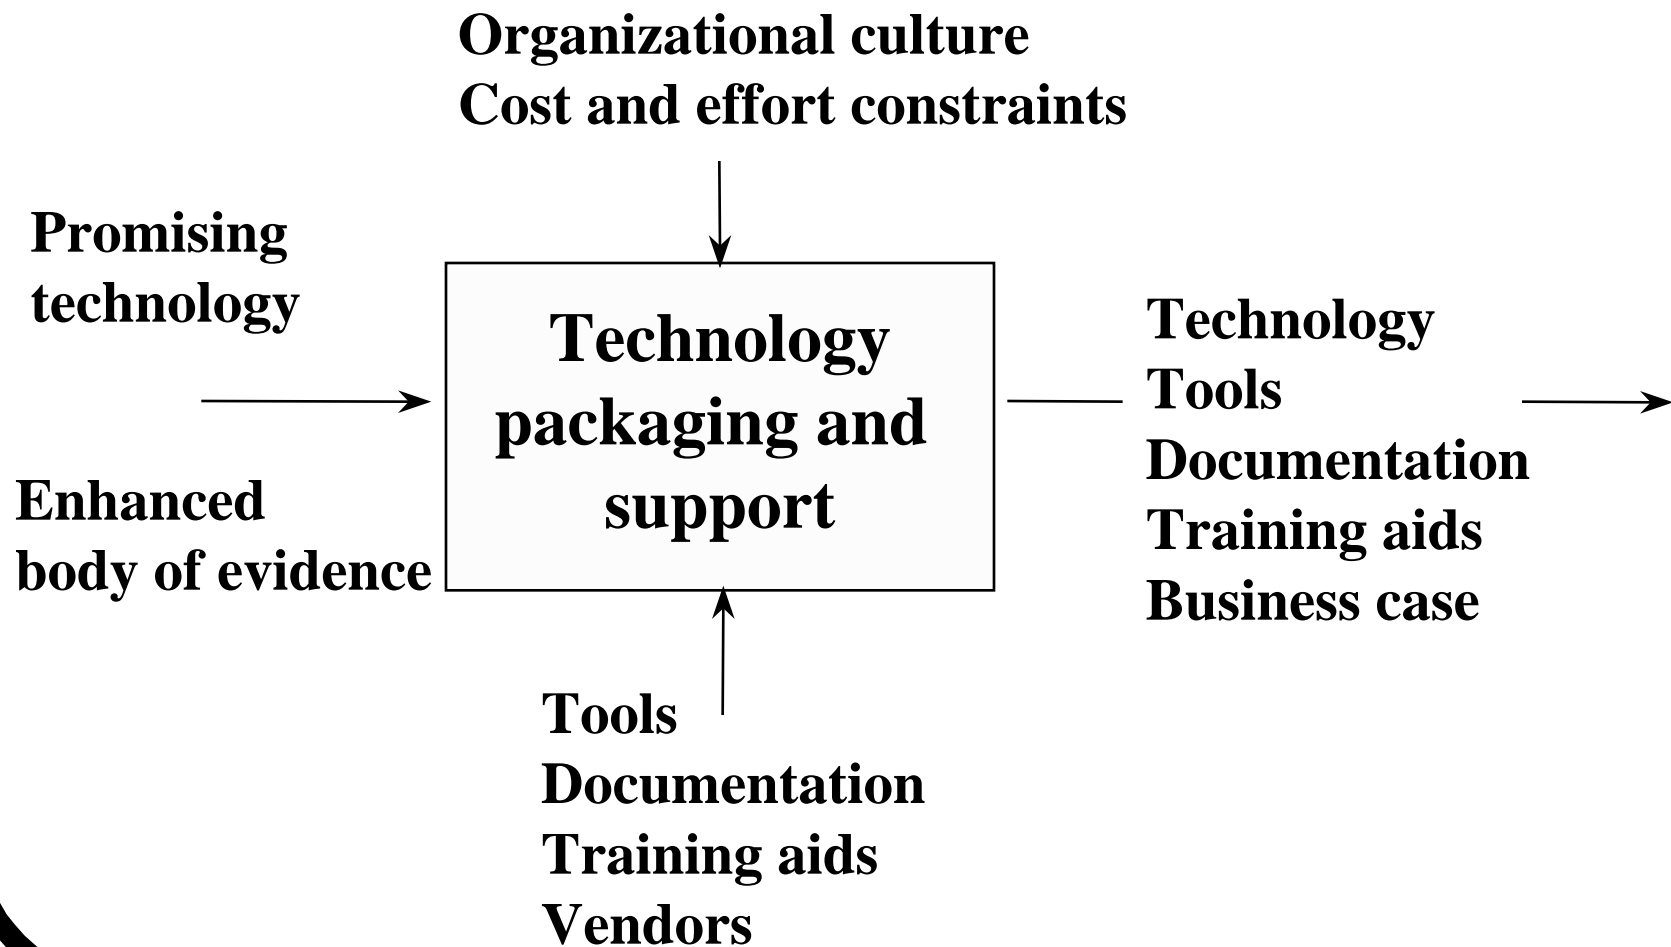 Organizational culture
Cost and effort constraints
Promising
technology
Enhanced
body of evidence
Technology
packaging and
support
Technology
Tools
Documentation
Training aids
Business case
Tools
Documentation
Training aids
Vendors